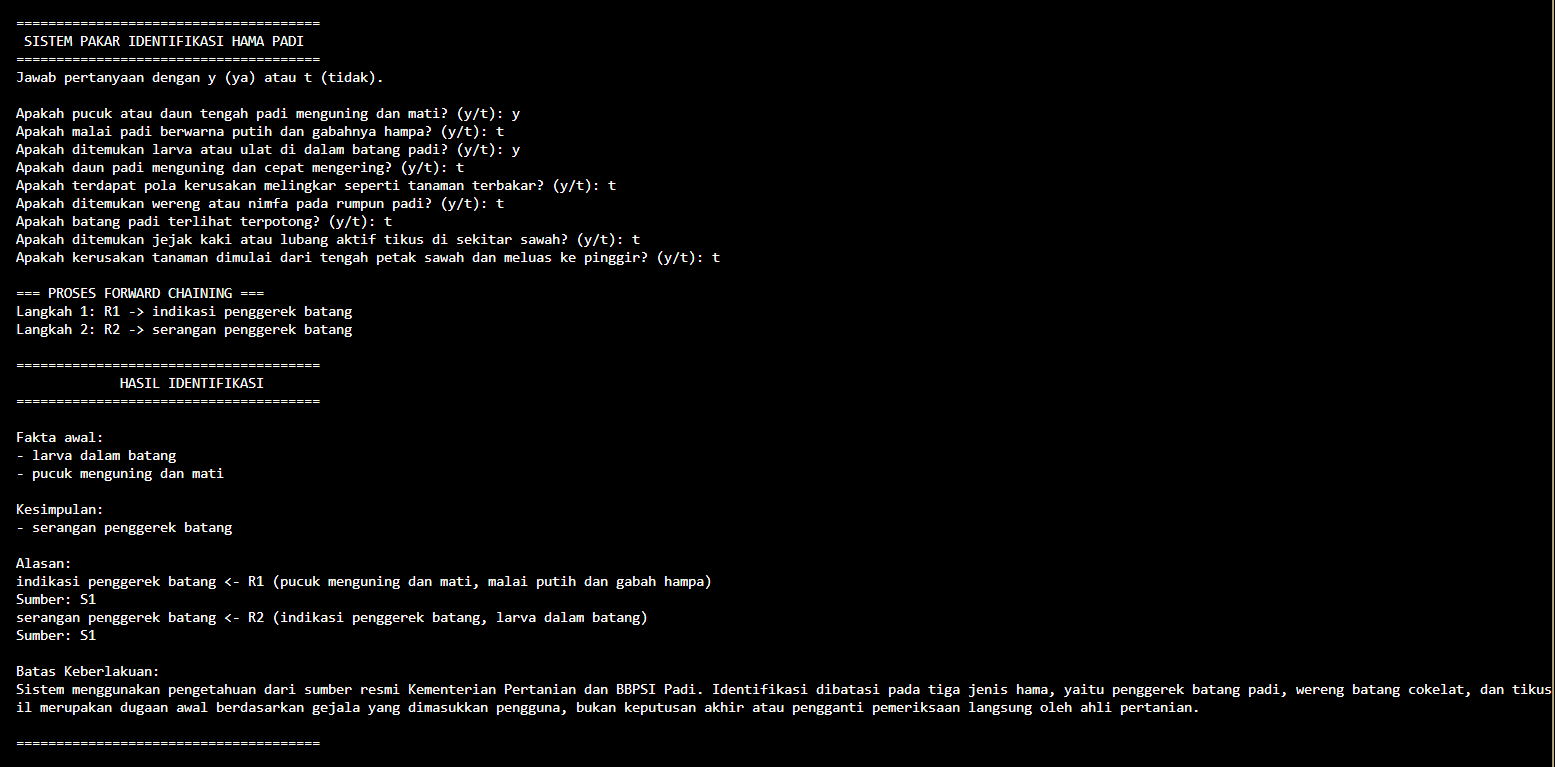 ======================================
SISTEM PAKAR IDENTIFIKASI HAMA PADI
======================================
Jawab pertanyaan dengan y (ya) atau t (tidak).
Apakah pucuk atau daun tengah padi menguning dan mati? (y/t): y
Apakah malai padi berwarna putih dan gabahnya hampa? (y/t): t
Apakah ditemukan larva atau ulat di dalam batang padi? (y/t): y
Apakah daun padi menguning dan cepat mengering? (y/t): t
Apakah terdapat pola kerusakan melingkar seperti tanaman terbakar? (y/t): t
Apakah ditemukan wereng atau nimfa pada rumpun padi? (y/t): t
Apakah batang padi terlihat terpotong? (y/t): t
Apakah ditemukan jejak kaki atau lubang aktif tikus di sekitar sawah? (y/t): t
Apakah kerusakan tanaman dimulai dari tengah petak sawah dan meluas ke pinggir? (y/t): t
=== PROSES FORWARD CHAINING ===
Langkah 1: R1 -> indikasi penggerek batang
Langkah 2: R2 -> serangan penggerek batang
======================================
HASIL IDENTIFIKASI
======================================
Fakta awal:
- larva dalam batang
- pucuk menguning dan mati
Kesimpulan:
- serangan penggerek batang
Alasan:
indikasi penggerek batang <- R1 (pucuk menguning dan mati, malai putih dan gabah hampa)
Sumber: S1
serangan penggerek batang <- R2 (indikasi penggerek batang, larva dalam batang)
Sumber: S1
Batas Keberlakuan:
Sistem menggunakan pengetahuan dari sumber resmi Kementerian Pertanian dan BBPSI Padi. Identifikasi dibatasi pada tiga jenis hama, yaitu penggerek batang padi, wereng batang cokelat, dan tikus
il merupakan dugaan awal berdasarkan gejala yang dimasukkan pengguna, bukan keputusan akhir atau pengganti pemeriksaan langsung oleh ahli pertanian.
======================================